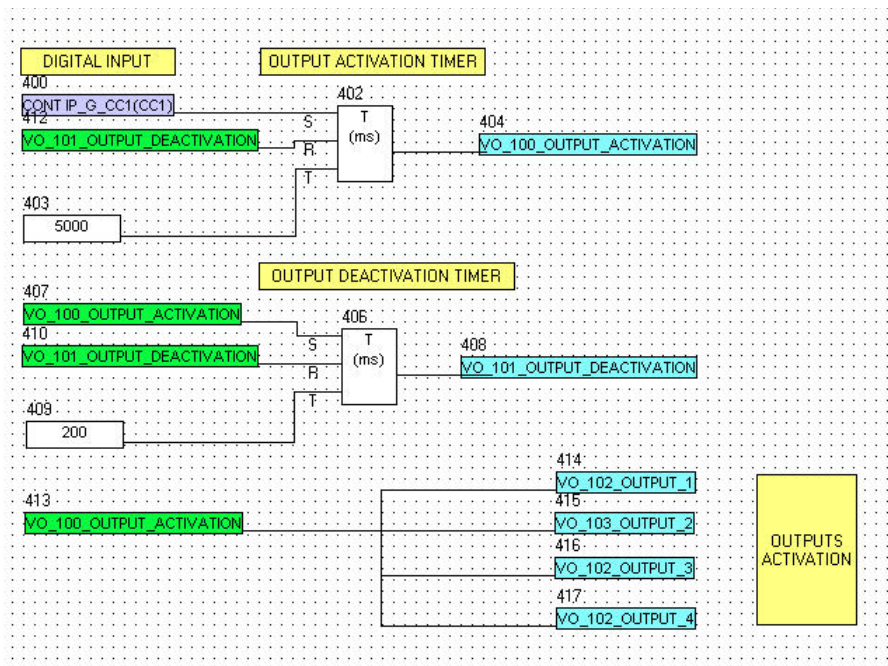 DIGITAL INPUT
OUTPUT ACTIVATION TIMER
400
CONT IP_G_CC1(CC1)
402
T
(ms)
S
R
T
412
VO_101_OUTPUT_DEACTIVATION
404
VO_100_OUTPUT_ACTIVATION
403
5000
OUTPUT DEACTIVATION TIMER
407
VO_100_OUTPUT_ACTIVATION
406
T
(ms)
S
R
T
410
VO_101_OUTPUT_DEACTIVATION
408
VO_101_OUTPUT_DEACTIVATION
409
200
414
VO_102_OUTPUT_1
413
VO_100_OUTPUT_ACTIVATION
415
VO_103_OUTPUT_2
416
VO_102_OUTPUT_3
417
VO_102_OUTPUT_4
OUTPUTS
ACTIVATION